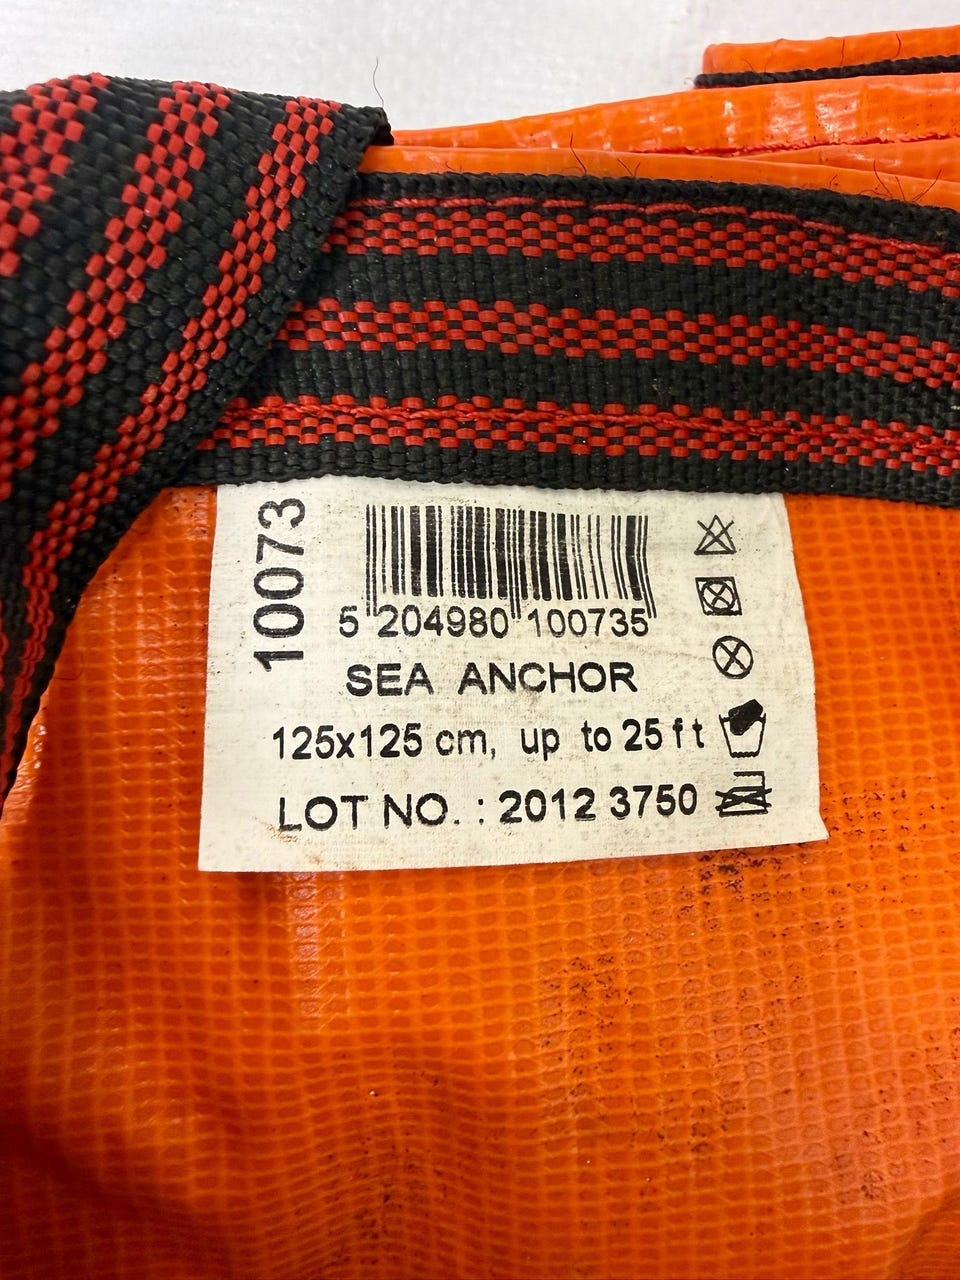 10073
5 204980 100735
SEA ANCHOR
125x125 cm, up to 25 ft
LOT NO. : 2012 3750